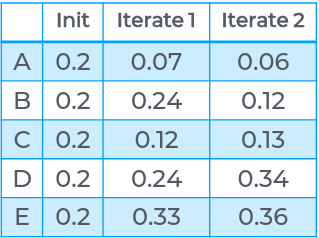 Init Iterate 1 Iterate 2
A 0.2 0.07 0.06
B 0.2 0.24 0.12
C 0.2 0.12 0.13
D 0.2 0.24 0.34
E 0.2 0.33 0.36